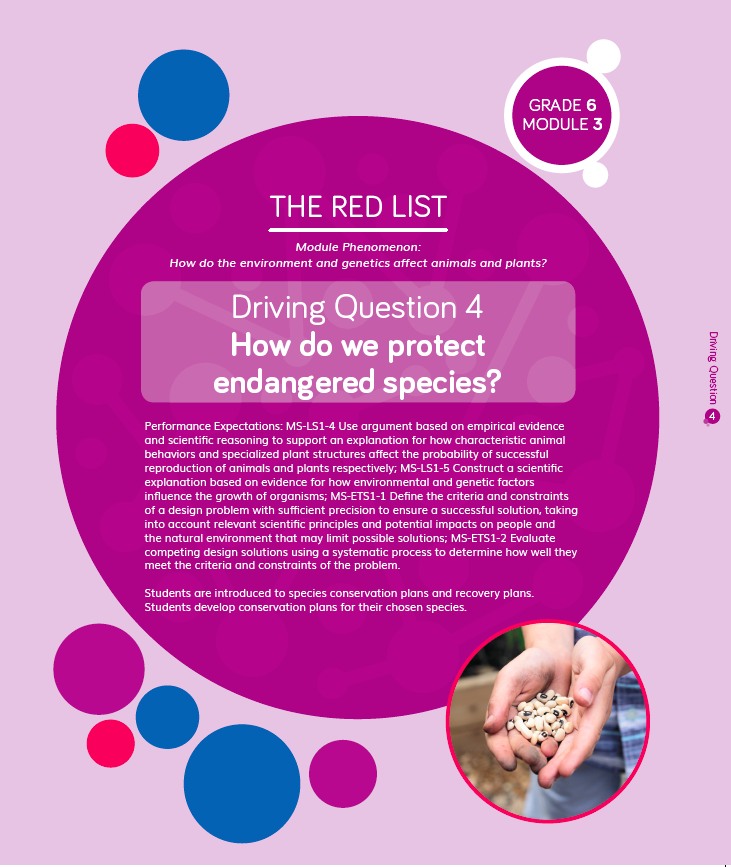 GRADE 6
MODULE 3
THE RED LIST
Module Phenomenon:
How do the environment and genetics affect animals and plants?
Driving Question 4
How do we protect
endangered species?
Performance Expectations: MS-LS1-4 Use argument based on empirical evidence
and scientific reasoning to support an explanation for how characteristic animal
behaviors and specialized plant structures affect the probability of successful
reproduction of animals and plants respectively; MS-LS1-5 Construct a scientific
explanation based on evidence for how environmental and genetic factors
influence the growth of organisms; MS-ETS1-1 Define the criteria and constraints
of a design problem with sufficient precision to ensure a successful solution, taking
into account relevant scientific principles and potential impacts on people and
the natural environment that may limit possible solutions; MS-ETS1-2 Evaluate
competing design solutions using a systematic process to determine how well they
meet the criteria and constraints of the problem.
Students are introduced to species conservation plans and recovery plans.
Students develop conservation plans for their chosen species.
Driving Question 4